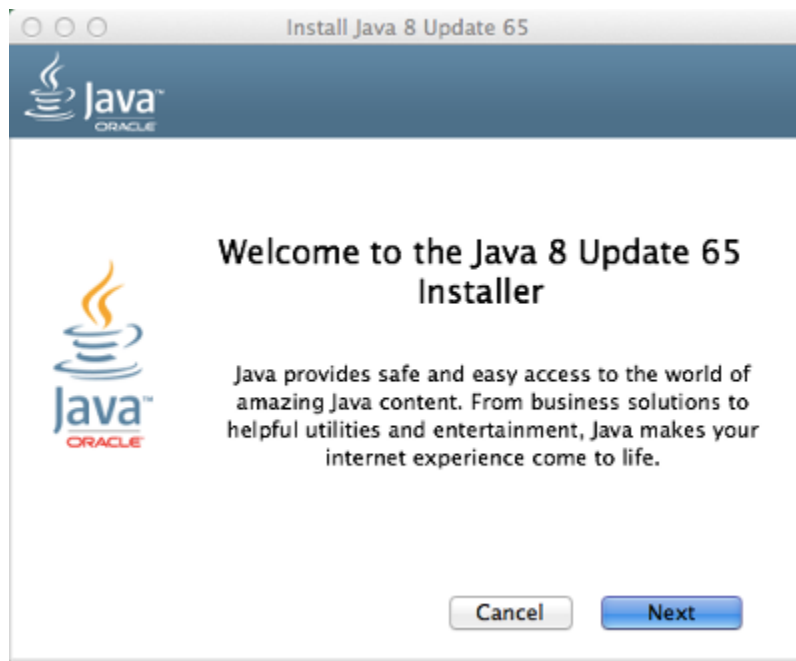 Install Java 8 Update 65
Java™
ORACLE
Welcome to the Java 8 Update 65
Installer
Java provides safe and easy access to the world of
amazing Java content. From business solutions to
helpful utilities and entertainment, Java makes your
internet experience come to life.
Java™
ORACLE
Cancel
Next